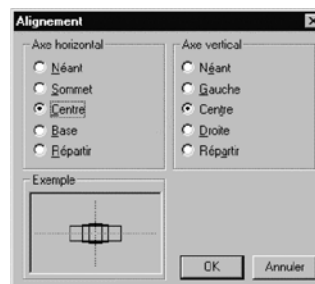 Alignement
Axe horizontal
Néant
Sommet
Centre
Base
Répartir
Axe vertical
Néant
Gauche
Centre
Droite
Répartir
Exemple
OK
Annuler